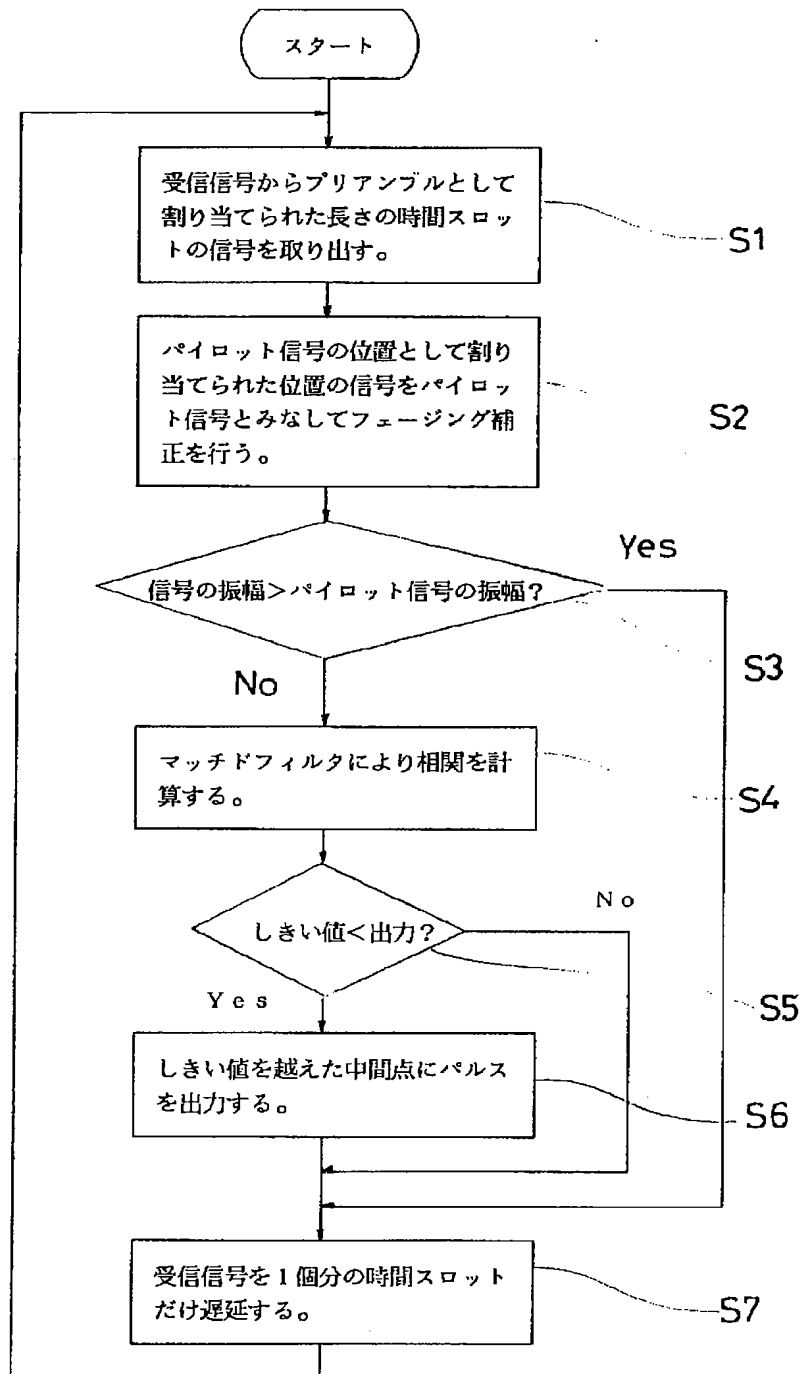 スタート
受信信号からプリアンブルとして
割り当てられた長さの時間スロッ
トの信号を取り出す。
S1
パイロット信号の位置として割り
当てられた位置の信号をパイロッ
ト信号とみなしてフェージング補
正を行う。
S2
Yes
信号の振幅>パイロット信号の振幅?
S3
No
マッチドフィルタにより相関を計
算する。
S4
No
しきい値<出力?
S5
Yes
しきい値を越えた中間点にパルス
を出力する。
S6
受信信号を1個分の時間スロット
だけ遅延する。
S7